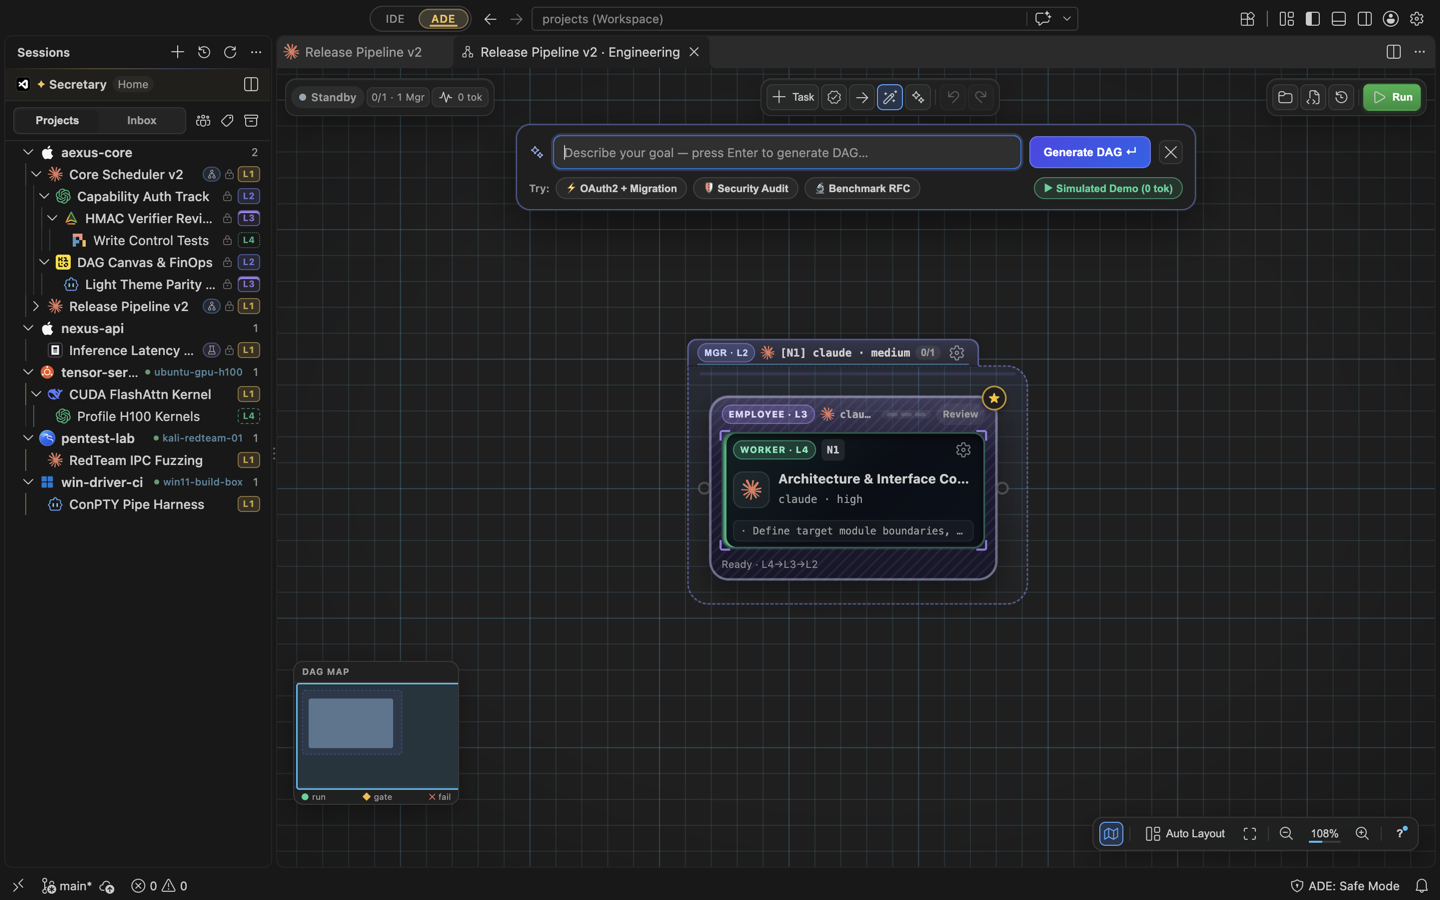 IDE ADE projects (Workspace)
Sessions
Secretary Home
Projects Inbox
aexus-core 2
Core Scheduler v2 L1
Capability Auth Track L2
HMAC Verifier Revi... L3
Write Control Tests L4
DAG Canvas & FinOps L2
Light Theme Parity ... L3
Release Pipeline v2 L1
nexus-api 1
Inference Latency ... L1
tensor-ser... ubuntu-gpu-h100 1
CUDA FlashAttn Kernel L1
Profile H100 Kernels L4
pentest-lab kali-redteam-01 1
RedTeam IPC Fuzzing L1
win-driver-ci win11-build-box 1
ConPTY Pipe Harness L1
Release Pipeline v2 Release Pipeline v2 · Engineering
Standby 0/1 · 1 Mgr 0 tok
Task
Run
Describe your goal — press Enter to generate DAG...
Generate DAG ↵
Try: OAuth2 + Migration Security Audit Benchmark RFC
Simulated Demo (0 tok)
MGR · L2 [N1] claude · medium 0/1
EMPLOYEE · L3 clau... Review
WORKER · L4 N1
Architecture & Interface Co...
claude · high
· Define target module boundaries, …
Ready · L4→L3→L2
DAG MAP
run gate fail
Auto Layout 108% ?
main* 0 0 ADE: Safe Mode